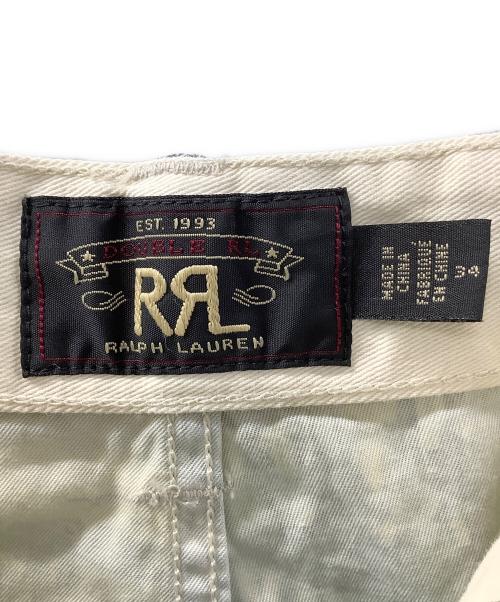 EST. 1993
DOUBLE RL
RRL
RALPH LAUREN
MADE IN
CHINA
FABRIQUÉ
EN CHINE
34